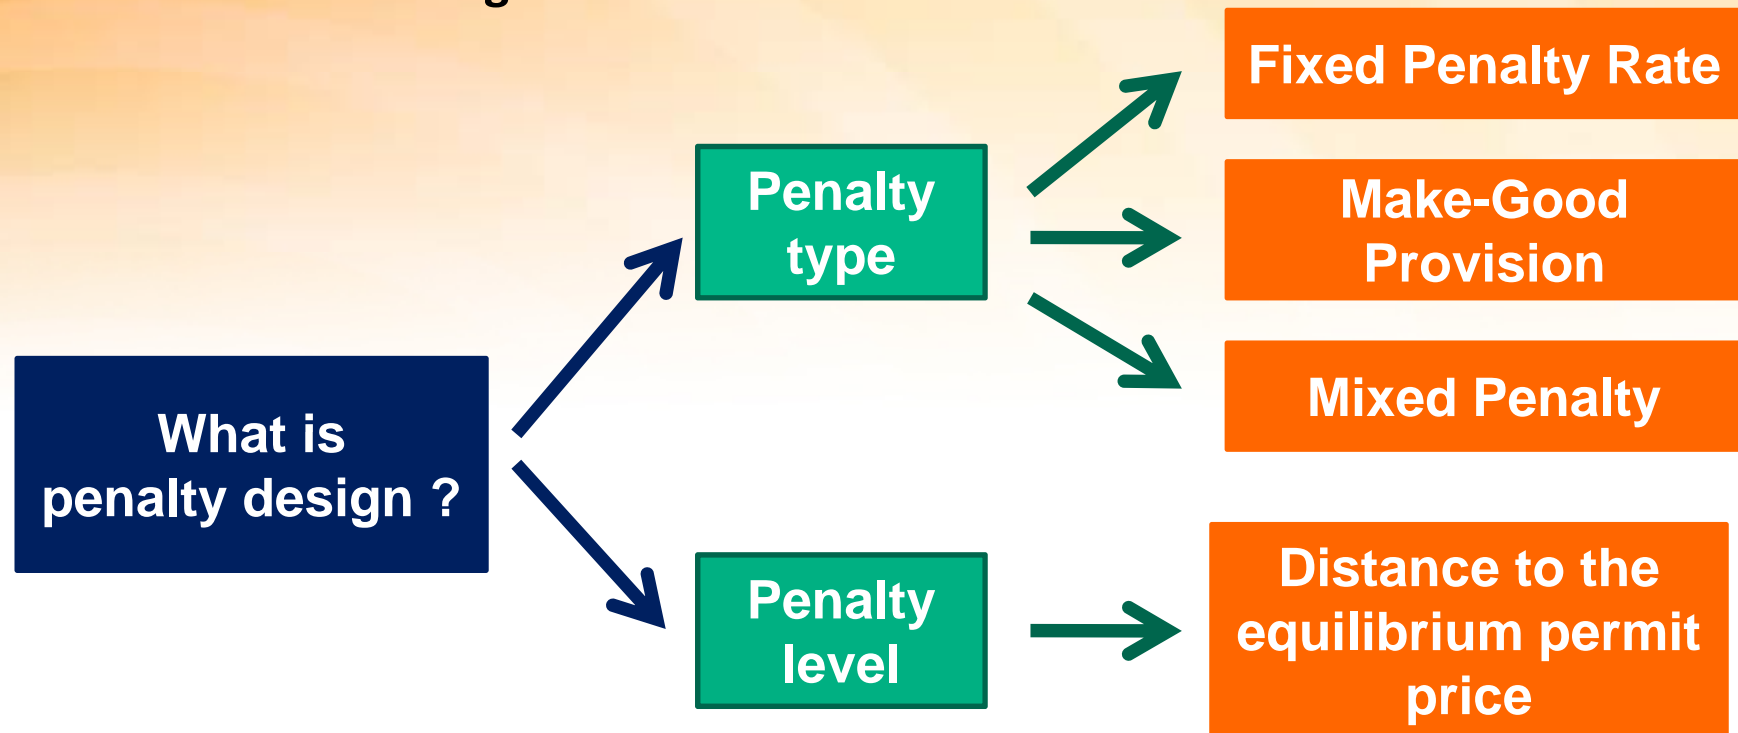 What is
penalty design ?
Penalty
type
Fixed Penalty Rate
Make-Good
Provision
Mixed Penalty
Penalty
level
Distance to the
equilibrium permit
price